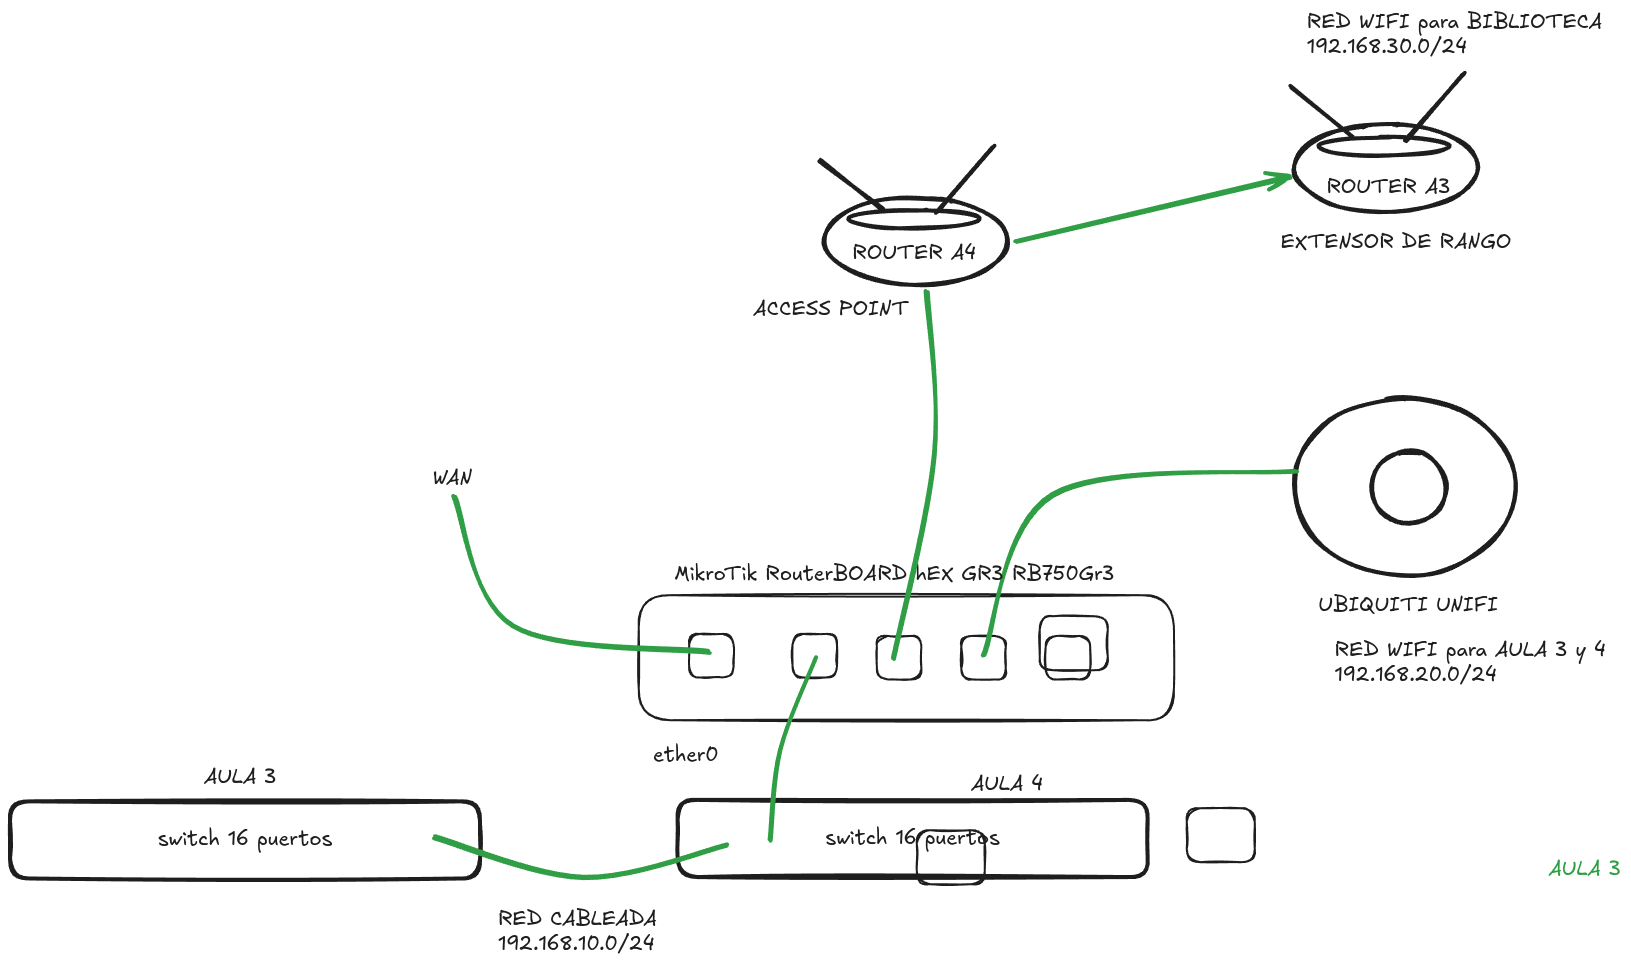 RED WIFI para BIBLIOTECA
192.168.30.0/24
ROUTER A3
EXTENSOR DE RANGO
ROUTER A4
ACCESS POINT
WAN
MikroTik RouterBOARD hEX GR3 RB750Gr3
UBIQUITI UNIFI
RED WIFI para AULA 3 y 4
192.168.20.0/24
ether0
AULA 3
AULA 4
switch 16 puertos
switch 16 puertos
AULA 3
RED CABLEADA
192.168.10.0/24